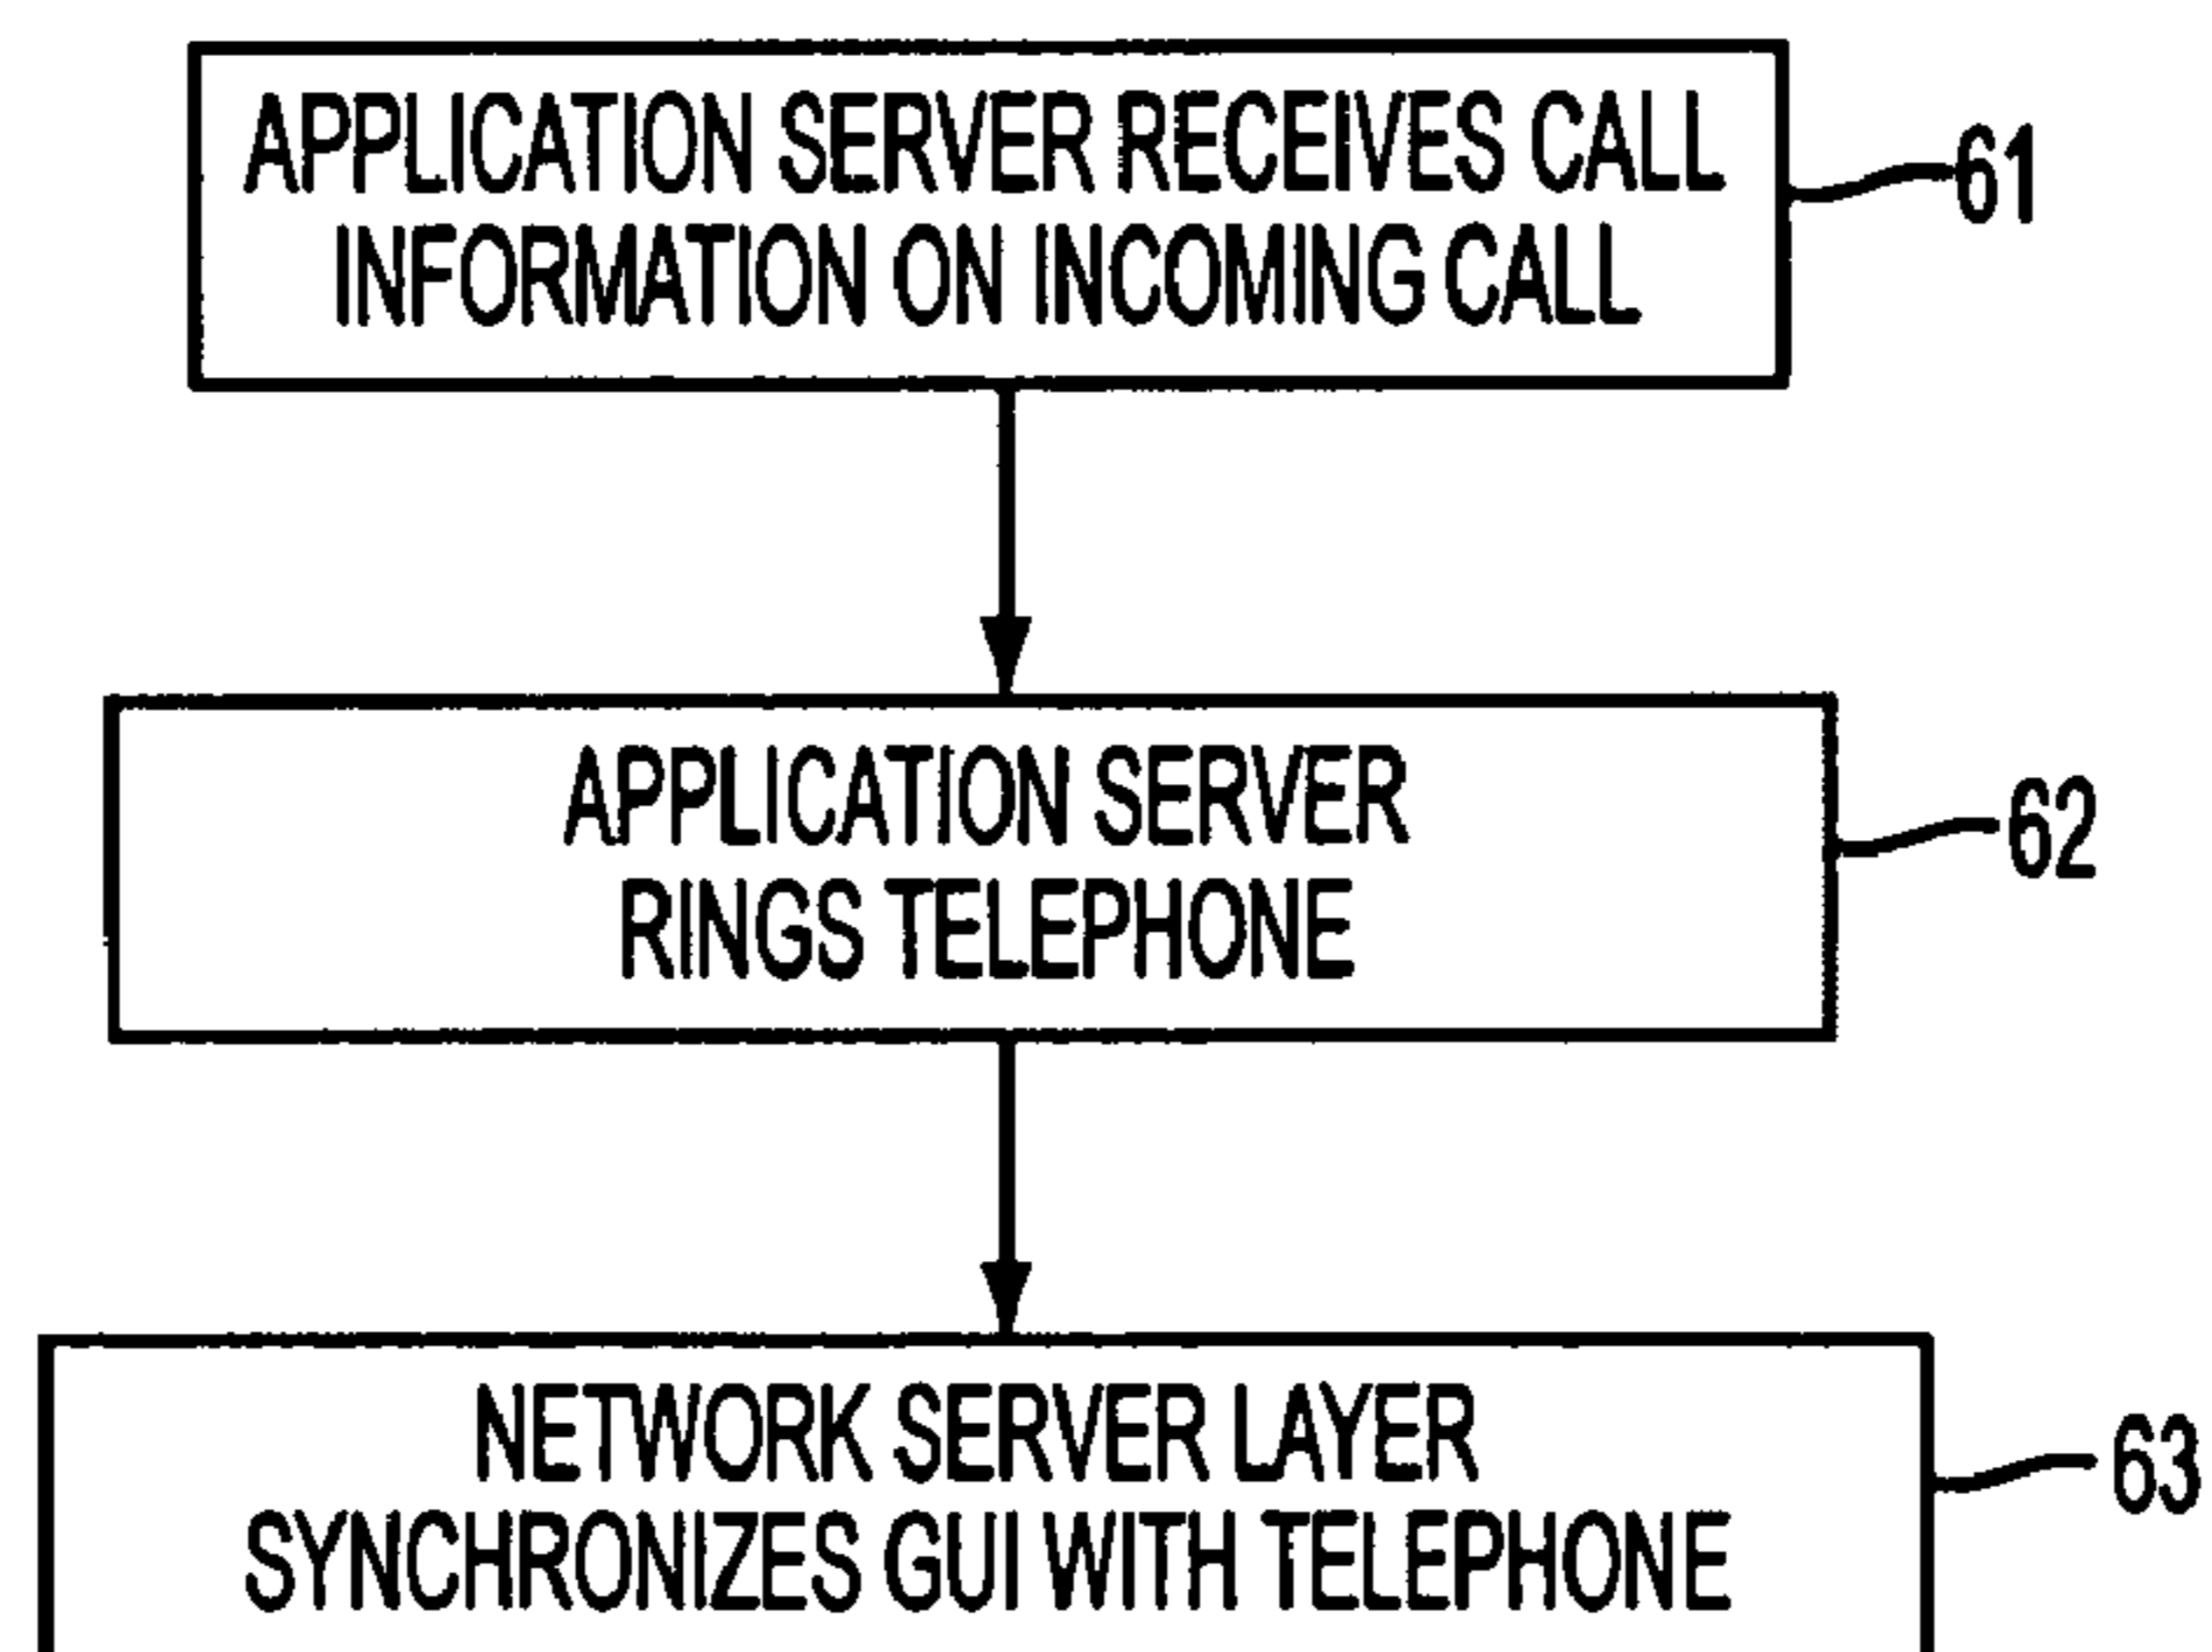 APPLICATION SERVER RECEIVES CALL
INFORMATION ON INCOMING CALL
61
APPLICATION SERVER
RINGS TELEPHONE
62
NETWORK SERVER LAYER
SYNCHRONIZES GUI WITH TELEPHONE
63